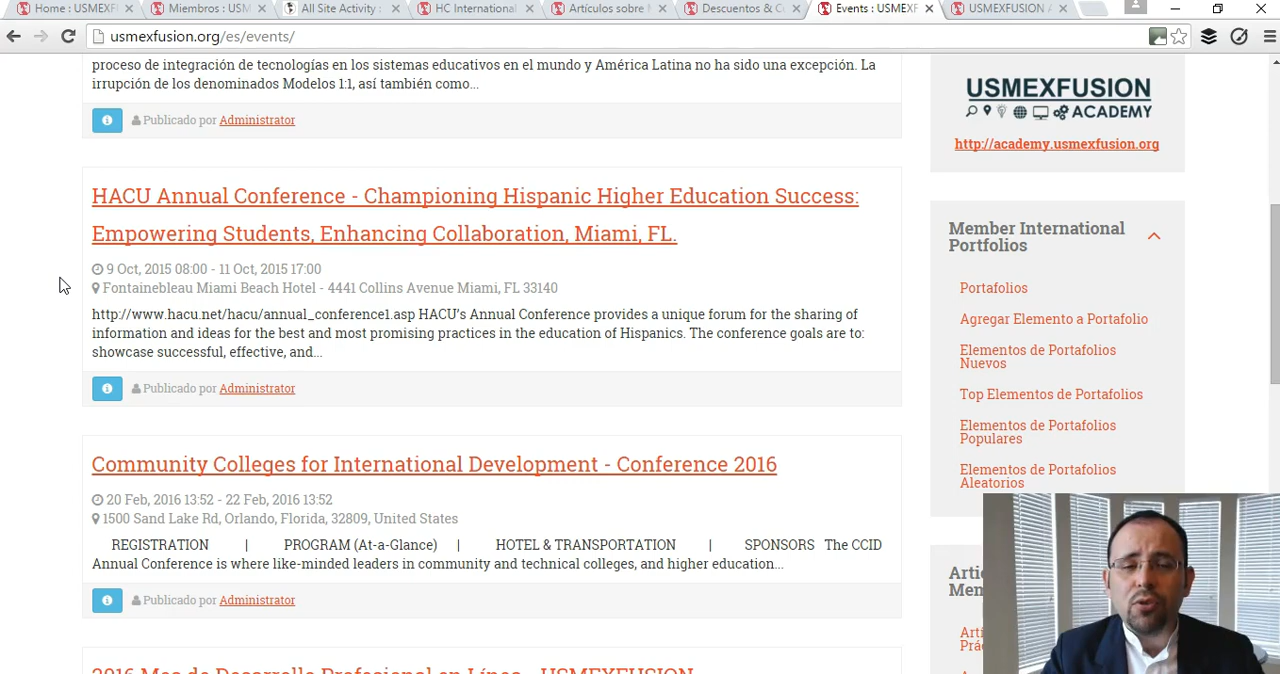 Home : USMEXF
Miembros : USM
All Site Activity :
HC International
Artículos sobre
Descuentos &
Events : USMEXF
USMEXFUSION
usmexfusion.org/es/events/
proceso de integración de tecnologías en los sistemas educativos en el mundo y América Latina no ha sido una excepción. La
irrupción de los denominados Modelos 1:1, así también como...
Publicado por Administrator
HACU Annual Conference - Championing Hispanic Higher Education Success:
Empowering Students, Enhancing Collaboration, Miami, FL.
9 Oct, 2015 08:00 - 11 Oct, 2015 17:00
Fontainebleau Miami Beach Hotel - 4441 Collins Avenue Miami, FL 33140
http://www.hacu.net/hacu/annual_conference1.asp HACU's Annual Conference provides a unique forum for the sharing of
information and ideas for the best and most promising practices in the education of Hispanics. The conference goals are to:
showcase successful, effective, and...
Publicado por Administrator
Community Colleges for International Development - Conference 2016
20 Feb, 2016 13:52 - 22 Feb, 2016 13:52
1500 Sand Lake Rd, Orlando, Florida, 32809, United States
REGISTRATION | PROGRAM (At-a-Glance) | HOTEL & TRANSPORTATION | SPONSORS The CCID
Annual Conference is where like-minded leaders in community and technical colleges, and higher education...
Publicado por Administrator
2016 Mes de Desarrollo Profesional en Línea - USMEXFUSION
USMEXFUSION
ACADEMY
http://academy.usmexfusion.org
Member International
Portfolios
Portafolios
Agregar Elemento a Portafolio
Elementos de Portafolios
Nuevos
Top Elementos de Portafolios
Elementos de Portafolios
Populares
Elementos de Portafolios
Aleatorios